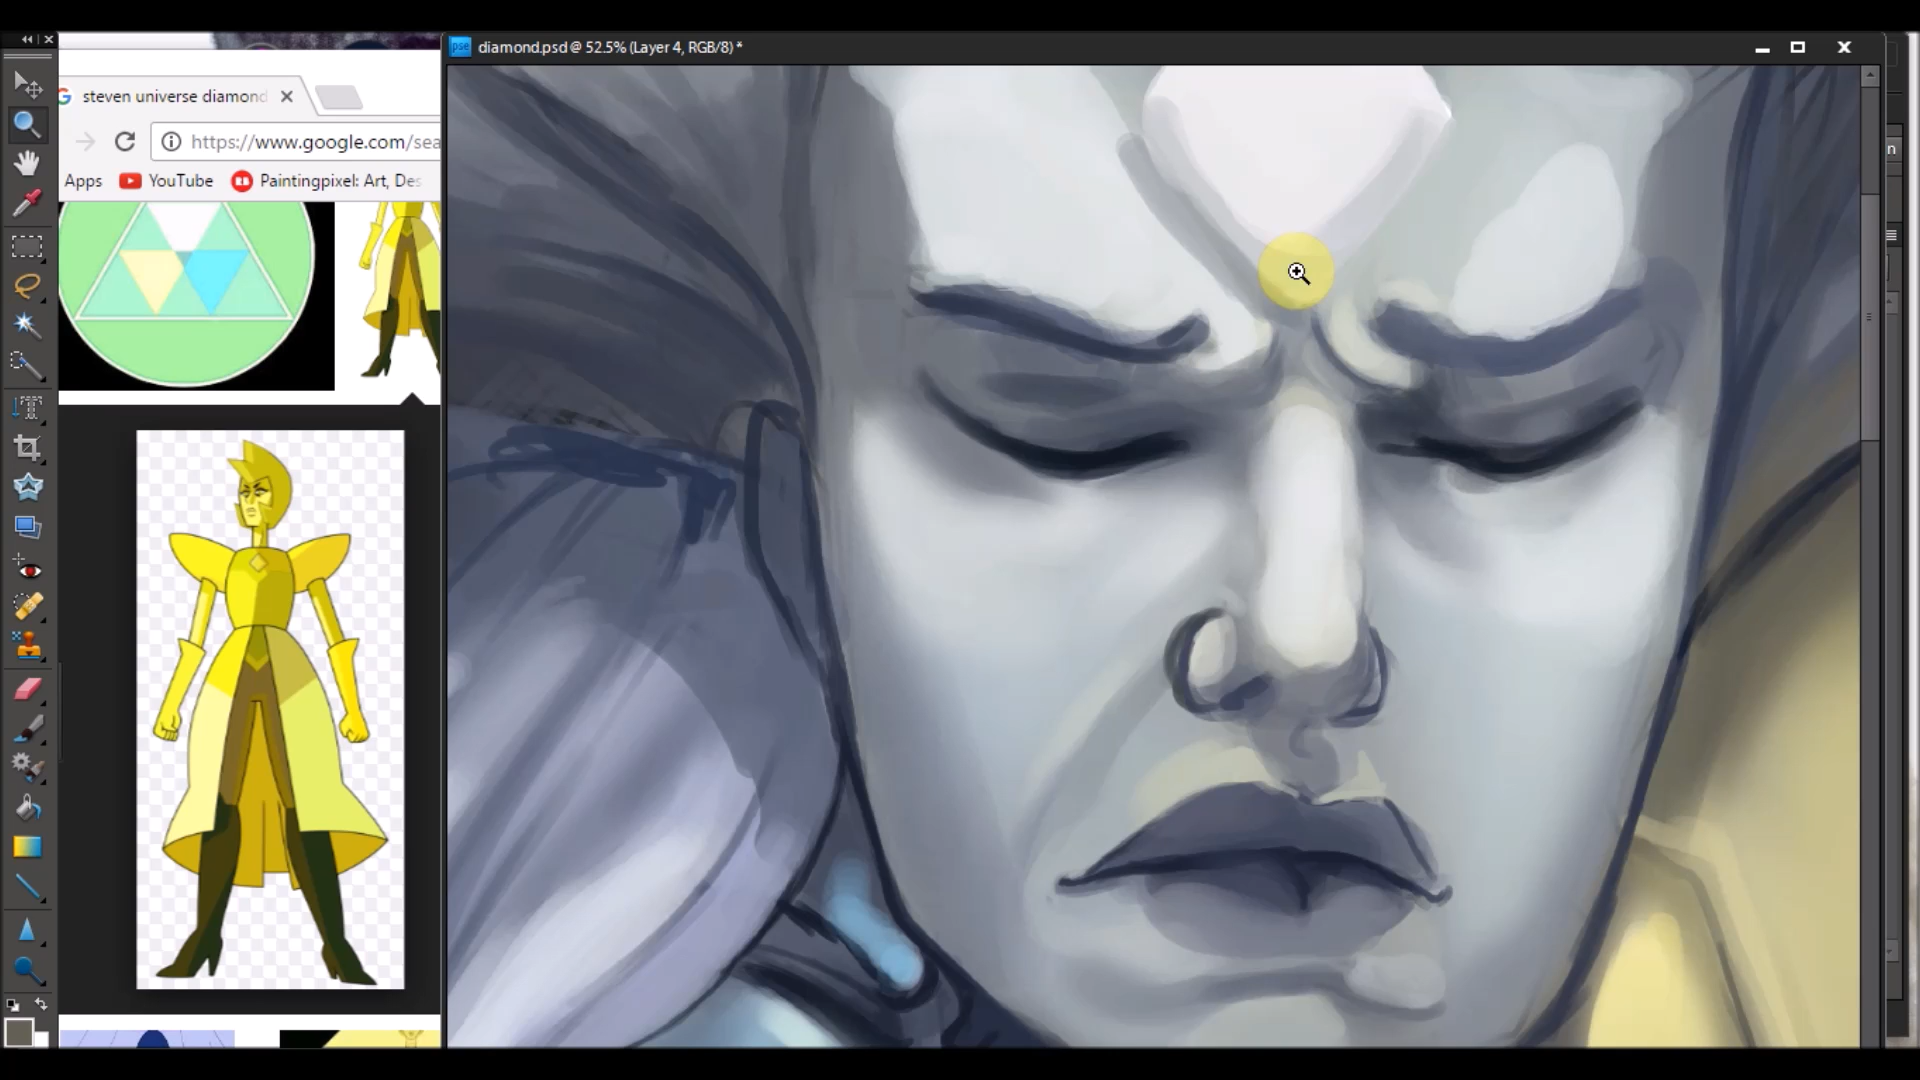 pse diamond.psd @ 52.5% (Layer 4, RGB/8) *
steven universe diamond
https://www.google.com/sea
Apps YouTube Paintingpixel: Art, Des
n
T